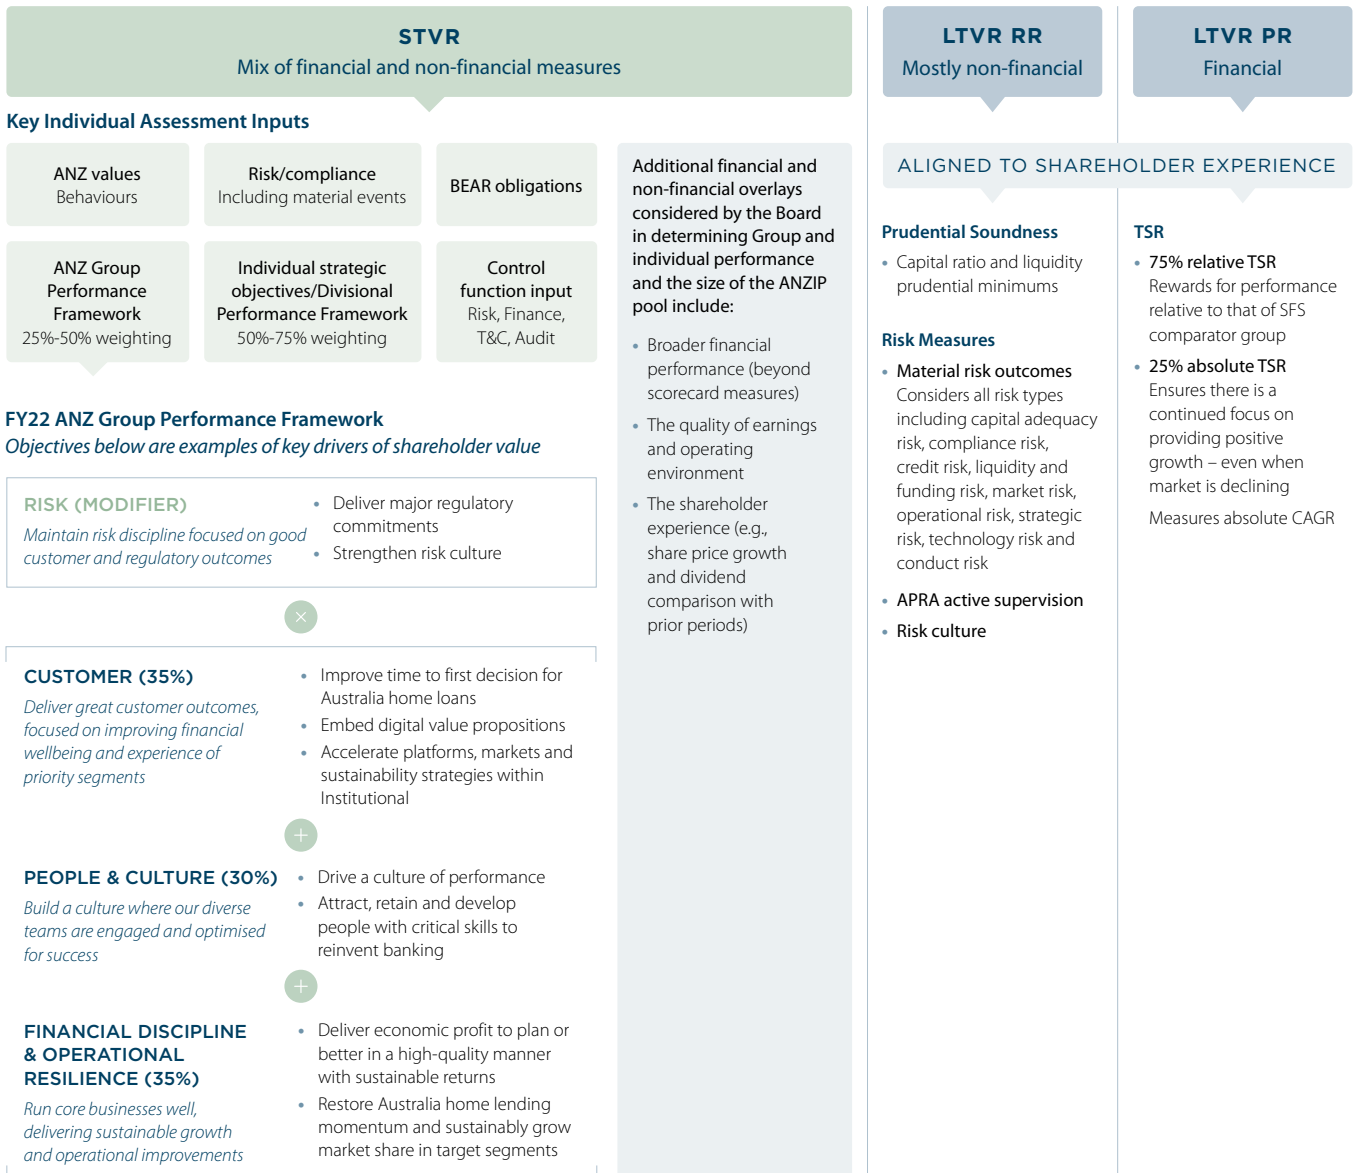 STVR
Mix of financial and non-financial measures
Key Individual Assessment Inputs
ANZ values
Behaviours
Risk/compliance
Including material events
BEAR obligations
ANZ Group
Performance
Framework
25%-50% weighting
Individual strategic
objectives/Divisional
Performance Framework
50%-75% weighting
Control
function input
Risk, Finance,
T&C, Audit
FY22 ANZ Group Performance Framework
Objectives below are examples of key drivers of shareholder value
RISK (MODIFIER)
Maintain risk discipline focused on good
customer and regulatory outcomes
• Deliver major regulatory
commitments
• Strengthen risk culture
×
CUSTOMER (35%)
Deliver great customer outcomes,
focused on improving financial
wellbeing and experience of
priority segments
• Improve time to first decision for
Australia home loans
• Embed digital value propositions
• Accelerate platforms, markets and
sustainability strategies within
Institutional
+
PEOPLE & CULTURE (30%)
Build a culture where our diverse
teams are engaged and optimised
for success
• Drive a culture of performance
• Attract, retain and develop
people with critical skills to
reinvent banking
+
FINANCIAL DISCIPLINE
& OPERATIONAL
RESILIENCE (35%)
Run core businesses well,
delivering sustainable growth
and operational improvements
• Deliver economic profit to plan or
better in a high-quality manner
with sustainable returns
• Restore Australia home lending
momentum and sustainably grow
market share in target segments
Additional financial and
non-financial overlays
considered by the Board
in determining Group and
individual performance
and the size of the ANZIP
pool include:
• Broader financial
performance (beyond
scorecard measures)
• The quality of earnings
and operating
environment
• The shareholder
experience (e.g.,
share price growth
and dividend
comparison with
prior periods)
LTVR RR
Mostly non-financial
LTVR PR
Financial
ALIGNED TO SHAREHOLDER EXPERIENCE
Prudential Soundness
• Capital ratio and liquidity
prudential minimums
Risk Measures
• Material risk outcomes
Considers all risk types
including capital adequacy
risk, compliance risk,
credit risk, liquidity and
funding risk, market risk,
operational risk, strategic
risk, technology risk and
conduct risk
• APRA active supervision
• Risk culture
TSR
• 75% relative TSR
Rewards for performance
relative to that of SFS
comparator group
• 25% absolute TSR
Ensures there is a
continued focus on
providing positive
growth – even when
market is declining
Measures absolute CAGR